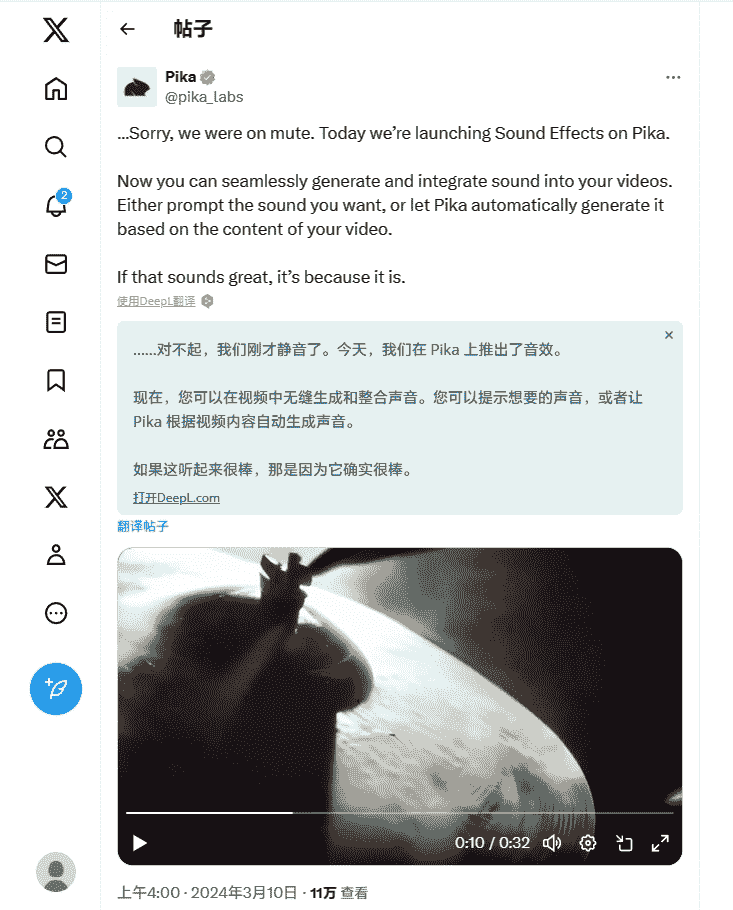 帖子
Pika
@pika_labs
...Sorry, we were on mute. Today we’re launching Sound Effects on Pika.
Now you can seamlessly generate and integrate sound into your videos.
Either prompt the sound you want, or let Pika automatically generate it
based on the content of your video.
If that sounds great, it’s because it is.
使用DeepL翻译
2
......对不起，我们刚才静音了。今天，我们在 Pika 上推出了音效。
现在，您可以在视频中无缝生成和整合声音。您可以提示想要的声音，或者让
Pika 根据视频内容自动生成声音。
如果这听起来很棒，那是因为它确实很棒。
打开DeepL.com
翻译帖子
0:10 / 0:32
上午4:00 · 2024年3月10日 · 11万 查看